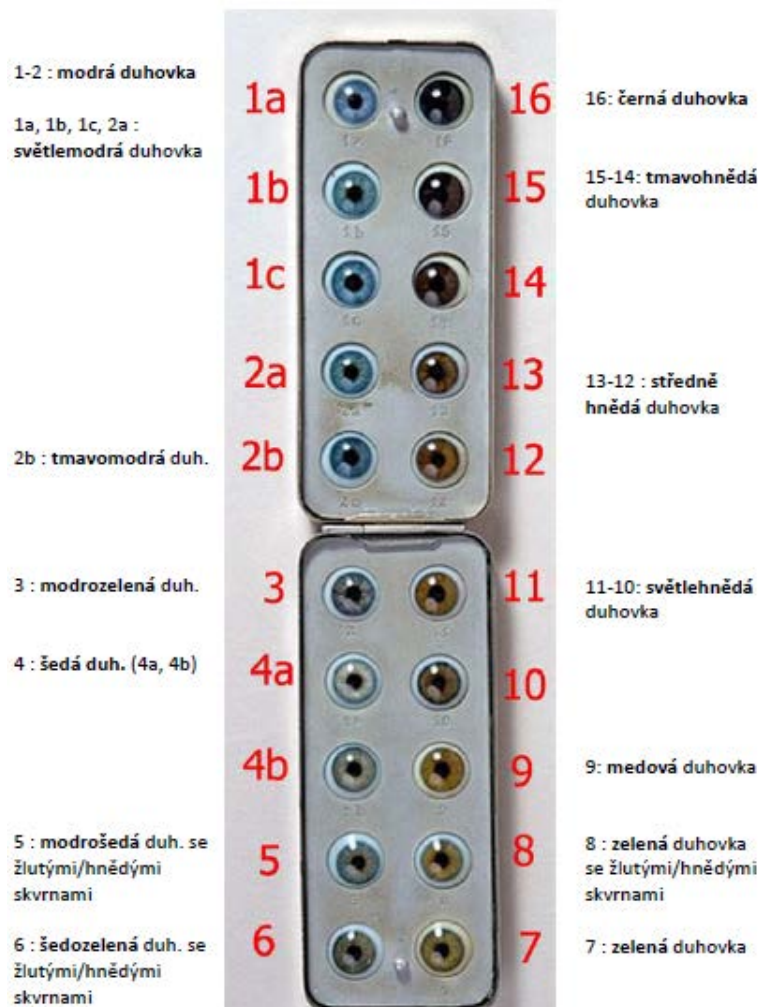 1-2 : modrá duhovka
1a, 1b, 1c, 2a :
světlemodrá duhovka
2b : tmavomodrá duh.
3 : modrozelená duh.
4 : šedá duh. (4a, 4b)
5 : modrošedá duh. se
žlutými/hnědými
skvrnami
6 : šedozelená duh. se
žlutými/hnědými
skvrnami
1a
1b
1c
2a
2b
3
4a
4b
5
6
16
15
14
13
12
11
10
9
8
7
16: černá duhovka
15-14: tmavohnědá
duhovka
13-12 : středně
hnědá duhovka
11-10: světlehnědá
duhovka
9: medová duhovka
8 : zelená duhovka
se žlutými/hnědými
skvrnami
7 : zelená duhovka